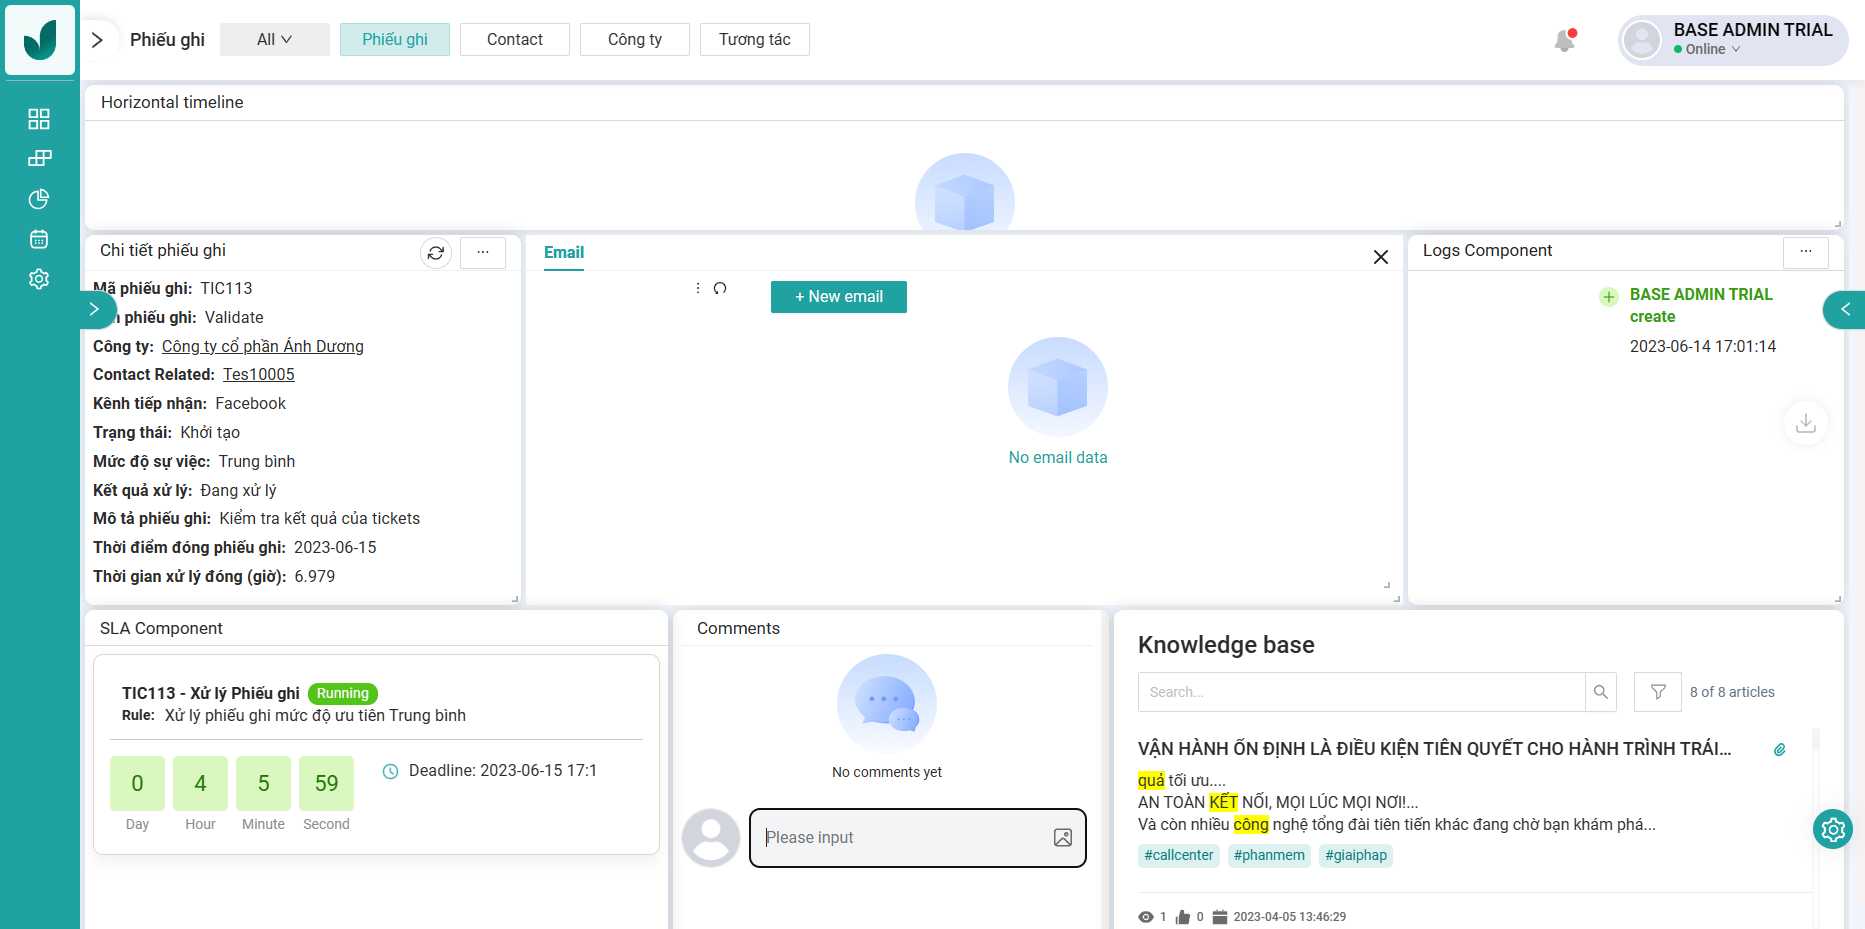 Phiếu ghi
All
Phiếu ghi
Contact
Công ty
Tương tác
BASE ADMIN TRIAL
Online
Horizontal timeline
Chi tiết phiếu ghi
...
Mã phiếu ghi: TIC113
phiếu ghi: Validate
Công ty: Công ty cổ phần Ánh Dương
Contact Related: Tes10005
Kênh tiếp nhận: Facebook
Trạng thái: Khởi tạo
Mức độ sự việc: Trung bình
Kết quả xử lý: Đang xử lý
Mô tả phiếu ghi: Kiểm tra kết quả của tickets
Thời điểm đóng phiếu ghi: 2023-06-15
Thời gian xử lý đóng (giờ): 6.979
Email
+ New email
No email data
Logs Component
...
BASE ADMIN TRIAL
create
2023-06-14 17:01:14
SLA Component
TIC113 - Xử lý Phiếu ghi Running
Rule: Xử lý phiếu ghi mức độ ưu tiên Trung bình
0 4 5 59
Day Hour Minute Second
Deadline: 2023-06-15 17:1
Comments
No comments yet
Please input
Knowledge base
Search...
8 of 8 articles
VẬN HÀNH ỔN ĐỊNH LÀ ĐIỀU KIỆN TIÊN QUYẾT CHO HÀNH TRÌNH TRẢI...
quả tối ưu....
AN TOÀN KẾT NỐI, MỌI LÚC MỌI NƠI!...
Và còn nhiều công nghệ tổng đài tiên tiến khác đang chờ bạn khám phá...
#callcenter #phanmem #giaiphap
1 0 2023-04-05 13:46:29